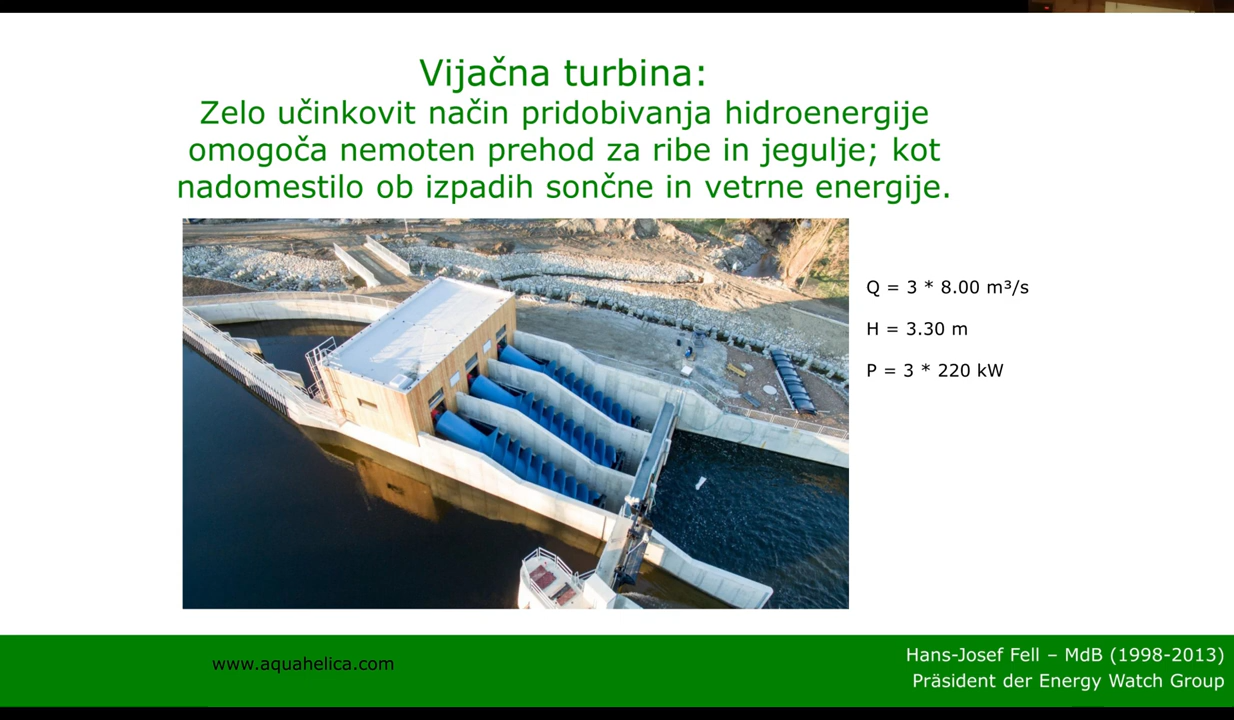 Vijačna turbina:
Zelo učinkovit način pridobivanja hidroenergije
omogoča nemoten prehod za ribe in jegulje; kot
nadomestilo ob izpadih sončne in vetrne energije.
Q = 3 * 8.00 m³/s
H = 3.30 m
P = 3 * 220 kW
www.aquahelica.com
Hans-Josef Fell – MdB (1998-2013)
Präsident der Energy Watch Group